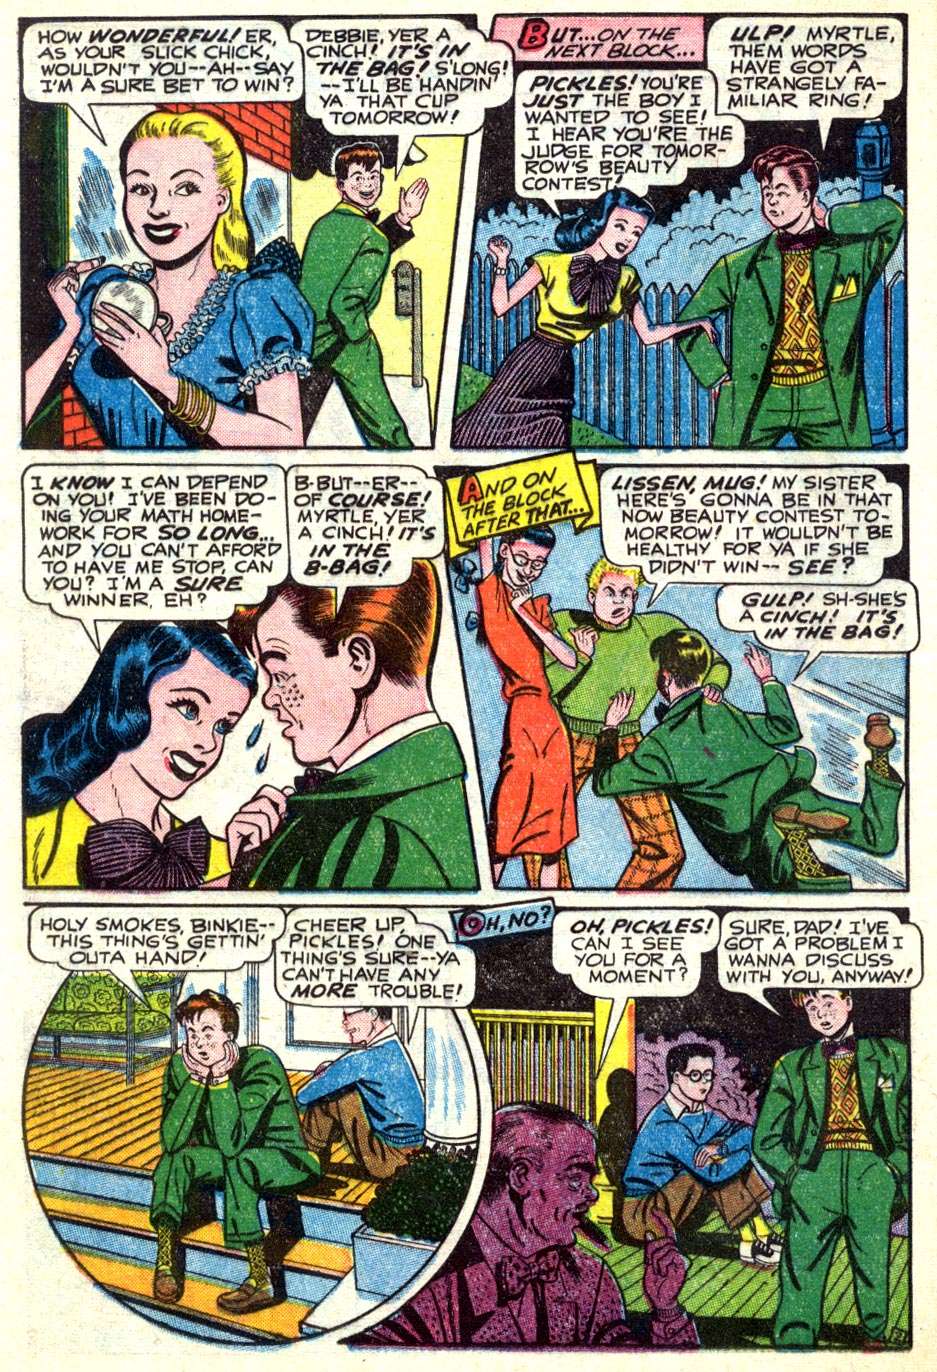 HOW WONDERFUL! ER,
AS YOUR SLICK CHICK,
WOULDN'T YOU--AH--SAY
I'M A SURE BET TO WIN?
DEBBIE, YER A
CINCH! IT'S IN
THE BAG! S'LONG!
--I'LL BE HANDIN'
YA THAT CUP
TOMORROW!
BUT...ON THE
NEXT BLOCK...
PICKLES! YOU'RE
JUST THE BOY I
WANTED TO SEE!
I HEAR YOU'RE THE
JUDGE FOR TOMOR-
ROW'S BEAUTY
CONTEST!
ULP! MYRTLE,
THEM WORDS
HAVE GOT A
STRANGELY FA-
MILIAR RING!
I KNOW I CAN DEPEND
ON YOU! I'VE BEEN DO-
ING YOUR MATH HOME-
WORK FOR SO LONG...
AND YOU CAN'T AFFORD
TO HAVE ME STOP, CAN
YOU? I'M A SURE
WINNER, EH?
B-BUT--ER--
OF COURSE!
MYRTLE, YER
A CINCH! IT'S
IN THE
B-BAG!
AND ON
THE BLOCK
AFTER THAT...
LISSEN, MUG! MY SISTER
HERE'S GONNA BE IN THAT
NOW BEAUTY CONTEST TO-
MORROW! IT WOULDN'T BE
HEALTHY FOR YA IF SHE
DIDN'T WIN-- SEE?
GULP! SH-SHE'S
A CINCH! IT'S
IN THE BAG!
HOLY SMOKES, BINKIE--
THIS THING'S GETTIN'
OUTA HAND!
CHEER UP,
PICKLES! ONE
THING'S SURE--YA
CAN'T HAVE ANY
MORE TROUBLE!
OH, NO?
OH, PICKLES!
CAN I SEE
YOU FOR A
MOMENT?
SURE, DAD! I'VE
GOT A PROBLEM I
WANNA DISCUSS
WITH YOU, ANYWAY!
2